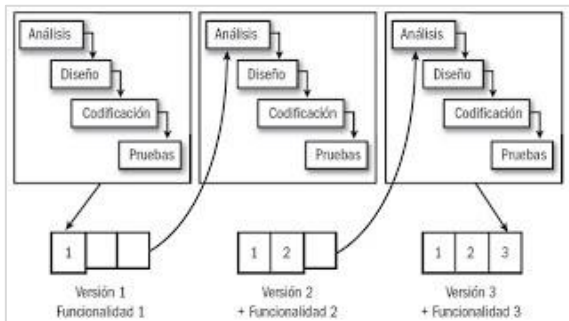 Análisis
Diseño
Codificación
Pruebas
Análisis
Diseño
Codificación
Pruebas
Análisis
Diseño
Codificación
Pruebas
1
1 2
1 2 3
Versión 1
Funcionalidad 1
Versión 2
+ Funcionalidad 2
Versión 3
+ Funcionalidad 3